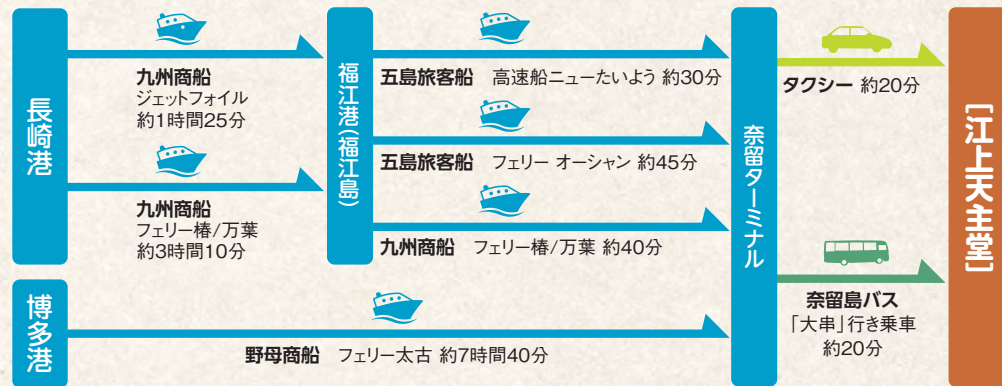 長崎港
九州商船
ジェットフォイル
約1時間25分
九州商船
フェリー椿/万葉
約3時間10分
福江港(福江島)
五島旅客船 高速船ニューたいよう 約30分
五島旅客船 フェリー オーシャン 約45分
九州商船 フェリー椿/万葉 約40分
博多港
野母商船 フェリー太古 約7時間40分
奈留ターミナル
タクシー 約20分
奈留島バス
「大串」行き乗車
約20分
[江上天主堂]